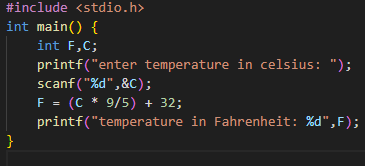 #include <stdio.h>
int main() {
    int F,C;
    printf("enter temperature in celsius: ");
    scanf("%d",&C);
    F = (C * 9/5) + 32;
    printf("temperature in Fahrenheit: %d",F);
}